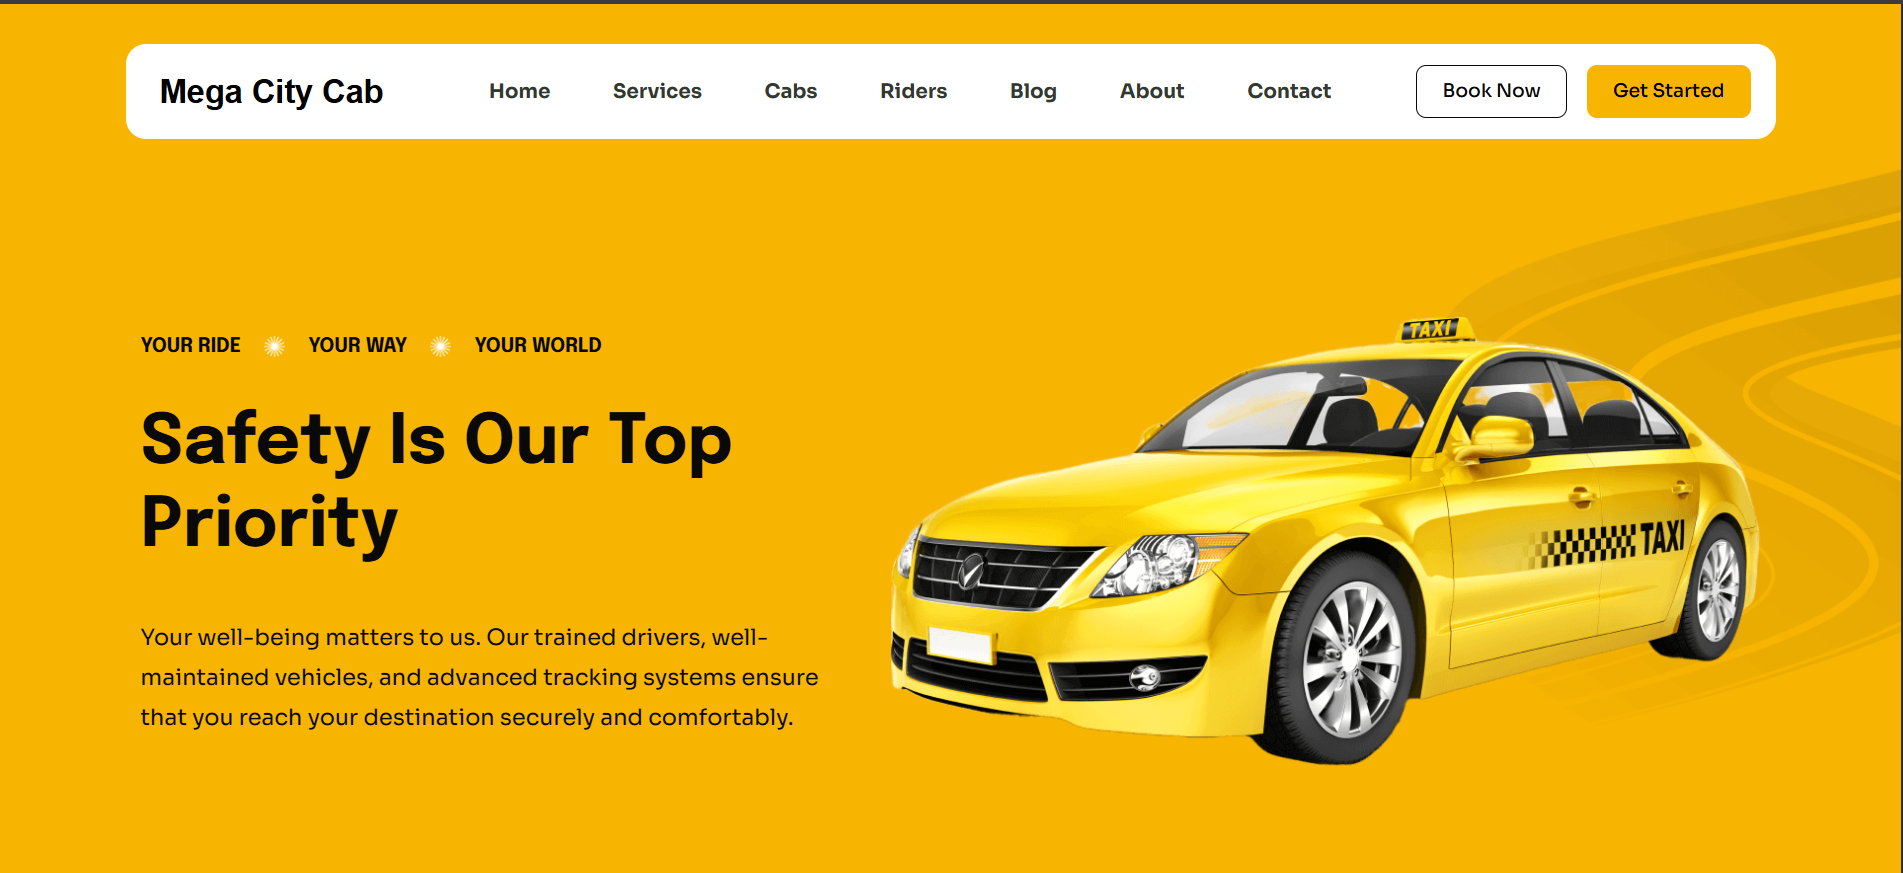 Mega City Cab Home Services Cabs Riders Blog About Contact Book Now Get Started
YOUR RIDE YOUR WAY YOUR WORLD
Safety Is Our Top
Priority
Your well-being matters to us. Our trained drivers, well-
maintained vehicles, and advanced tracking systems ensure
that you reach your destination securely and comfortably.
TAXI
TAXI